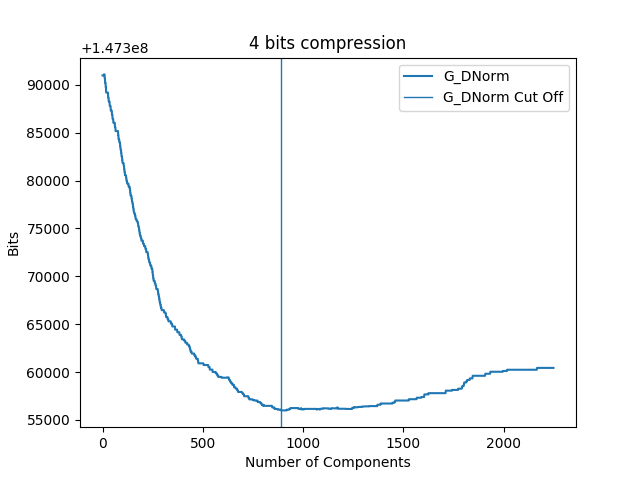 4 bits compression
+1.473e8
G_DNorm
G_DNorm Cut Off
90000
85000
80000
75000
70000
65000
60000
55000
Bits
0 500 1000 1500 2000
Number of Components